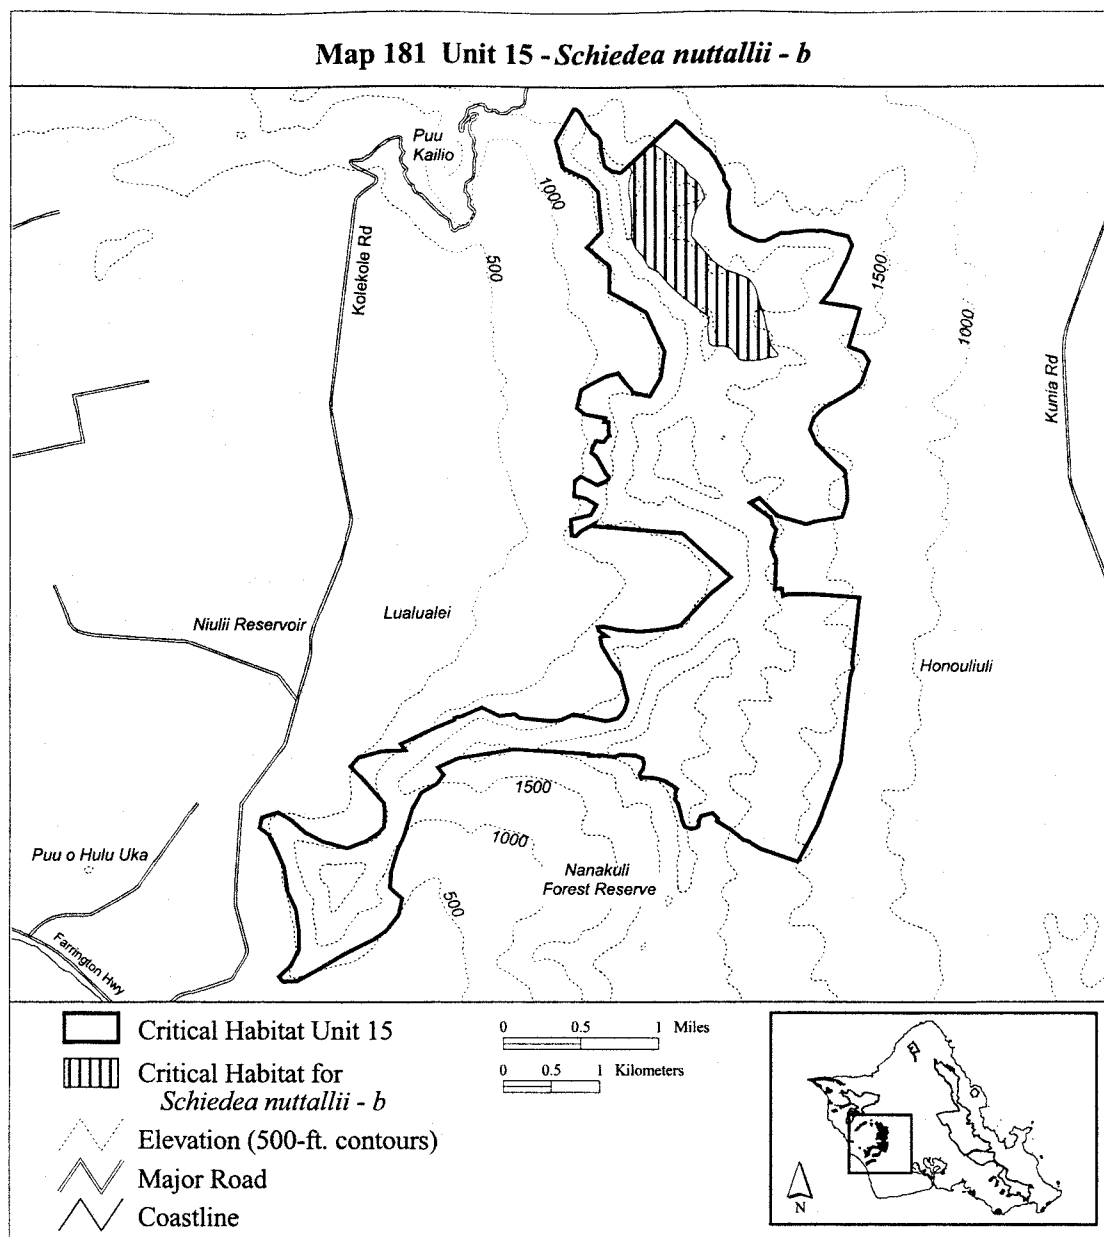 Map 181 Unit 15 - Schiedea nuttallii - b
Puu
Kailio
1000
500
Kolekole Rd
1500
1000
Kunia Rd
Niulii Reservoir
Lualualei
Honouliuli
1500
1000
Puu o Hulu Uka
Nanakuli
Forest Reserve
500
Farrington Hwy
Critical Habitat Unit 15
Critical Habitat for
Schiedea nuttallii - b
Elevation (500-ft. contours)
Major Road
Coastline
0 0.5 1 Miles
0 0.5 1 Kilometers
N